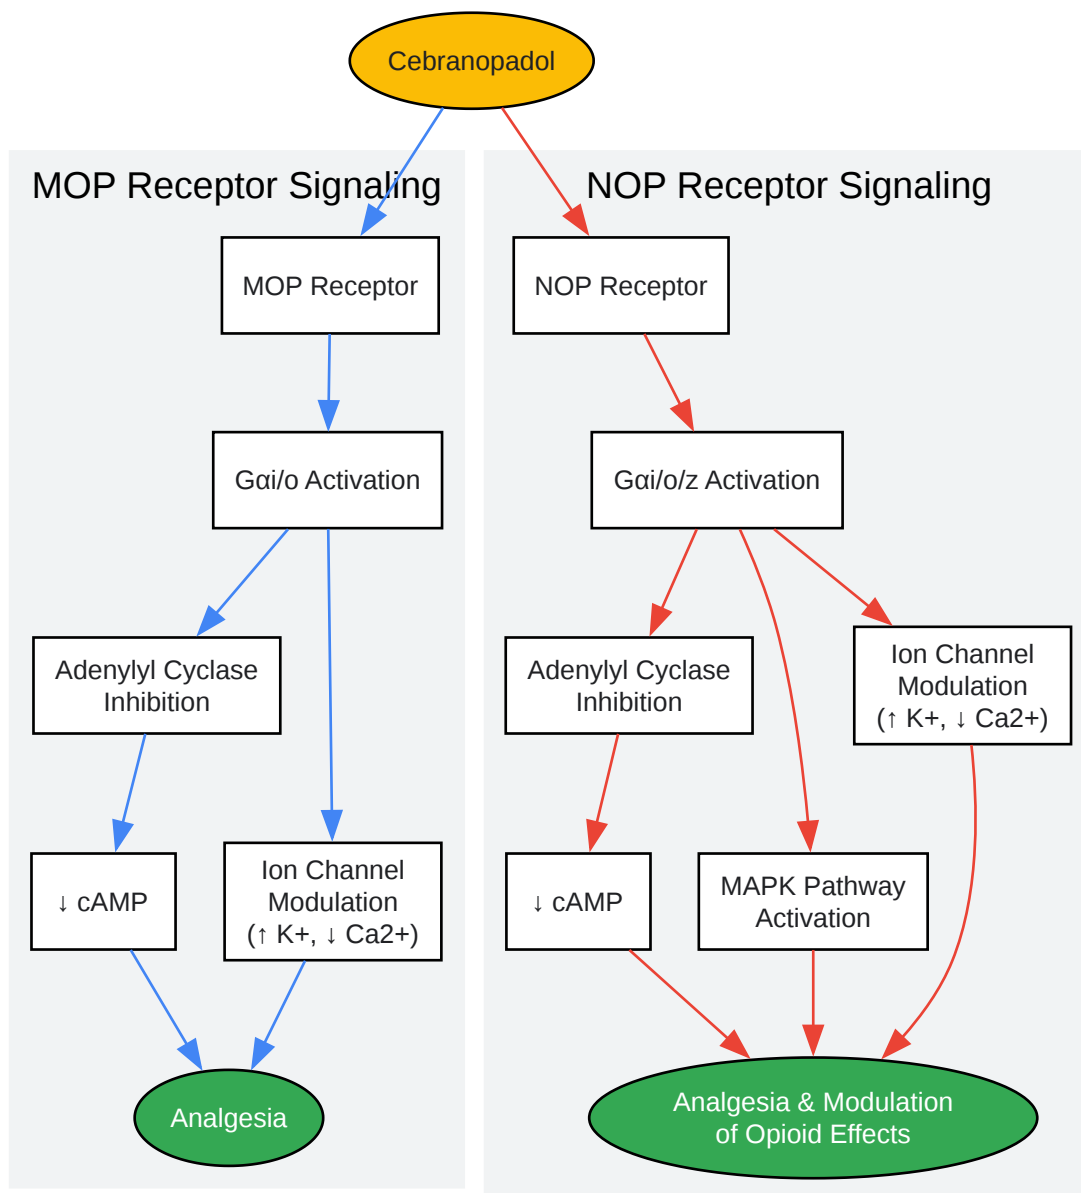 Cebranopadol
MOP Receptor Signaling
MOP Receptor
Gαi/o Activation
Adenylyl Cyclase
Inhibition
↓ cAMP
Ion Channel
Modulation
(↑ K+, ↓ Ca2+)
Analgesia
NOP Receptor Signaling
NOP Receptor
Gαi/o/z Activation
Adenylyl Cyclase
Inhibition
Ion Channel
Modulation
(↑ K+, ↓ Ca2+)
↓ cAMP
MAPK Pathway
Activation
Analgesia & Modulation
of Opioid Effects